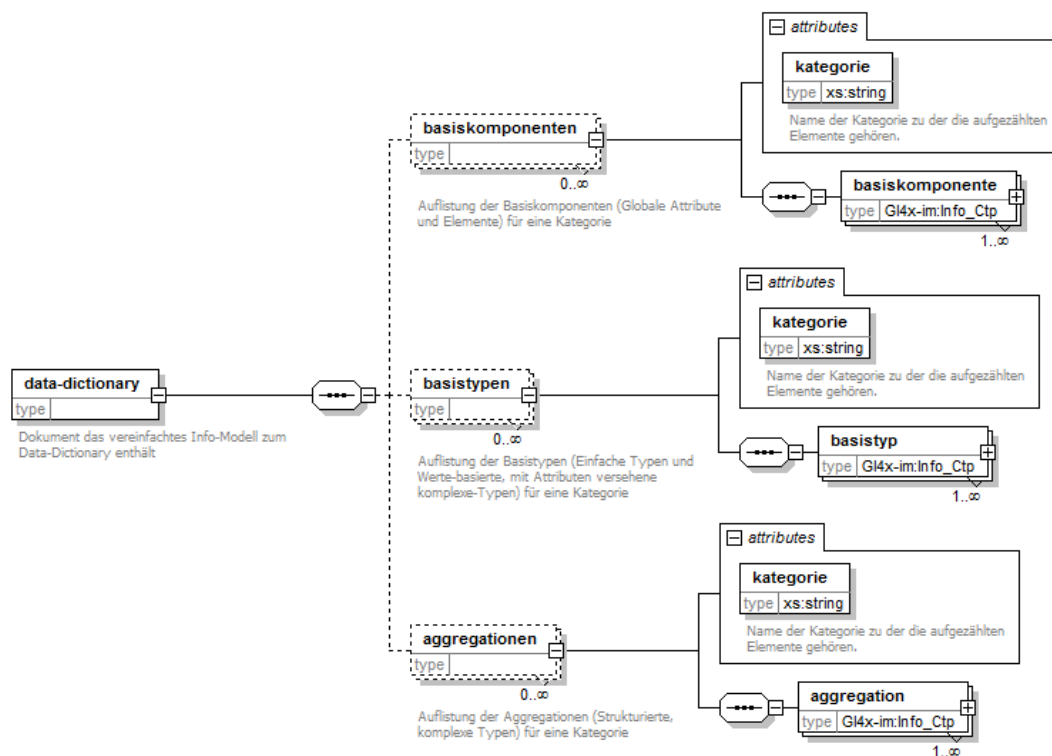 attributes
kategorie
type xs:string
Name der Kategorie zu der die aufgezählten
Elemente gehören.
basiskomponenten
type
0..∞
Auflistung der Basiskomponenten (Globale Attribute
und Elemente) für eine Kategorie
basiskomponente
type GI4x-im:Info_Ctp
1..∞
attributes
kategorie
type xs:string
Name der Kategorie zu der die aufgezählten
Elemente gehören.
data-dictionary
type
Dokument das vereinfachtes Info-Modell zum
Data-Dictionary enthält
basistypen
type
0..∞
Auflistung der Basistypen (Einfache Typen und
Werte-basierte, mit Attributen versehene
komplexe-Typen) für eine Kategorie
basistyp
type GI4x-im:Info_Ctp
1..∞
attributes
kategorie
type xs:string
Name der Kategorie zu der die aufgezählten
Elemente gehören.
aggregationen
type
0..∞
Auflistung der Aggregationen (Strukturierte,
komplexe Typen) für eine Kategorie
aggregation
type GI4x-im:Info_Ctp
1..∞